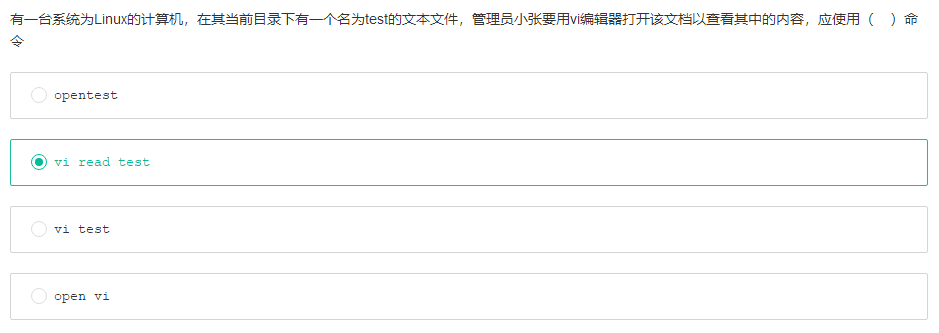 有一台系统为Linux的计算机，在其当前目录下有一个名为test的文本文件，管理员小张要用vi编辑器打开该文档以查看其中的内容，应使用（　）命
令
opentest
vi read test
vi test
open vi